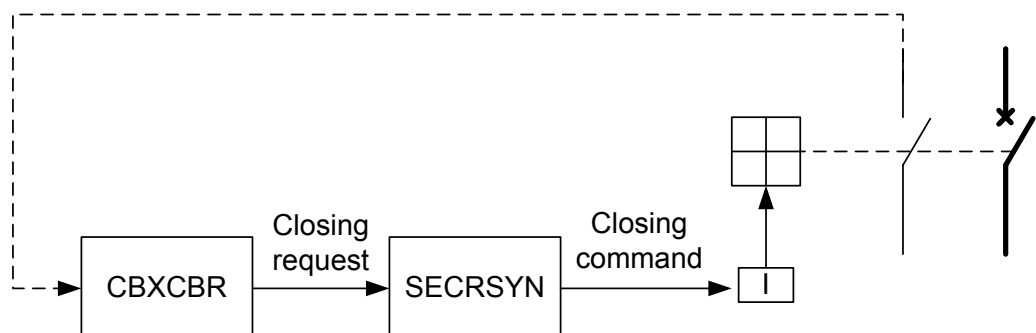 Closing
request
Closing
command
CBXCBR
SECRSYN
I